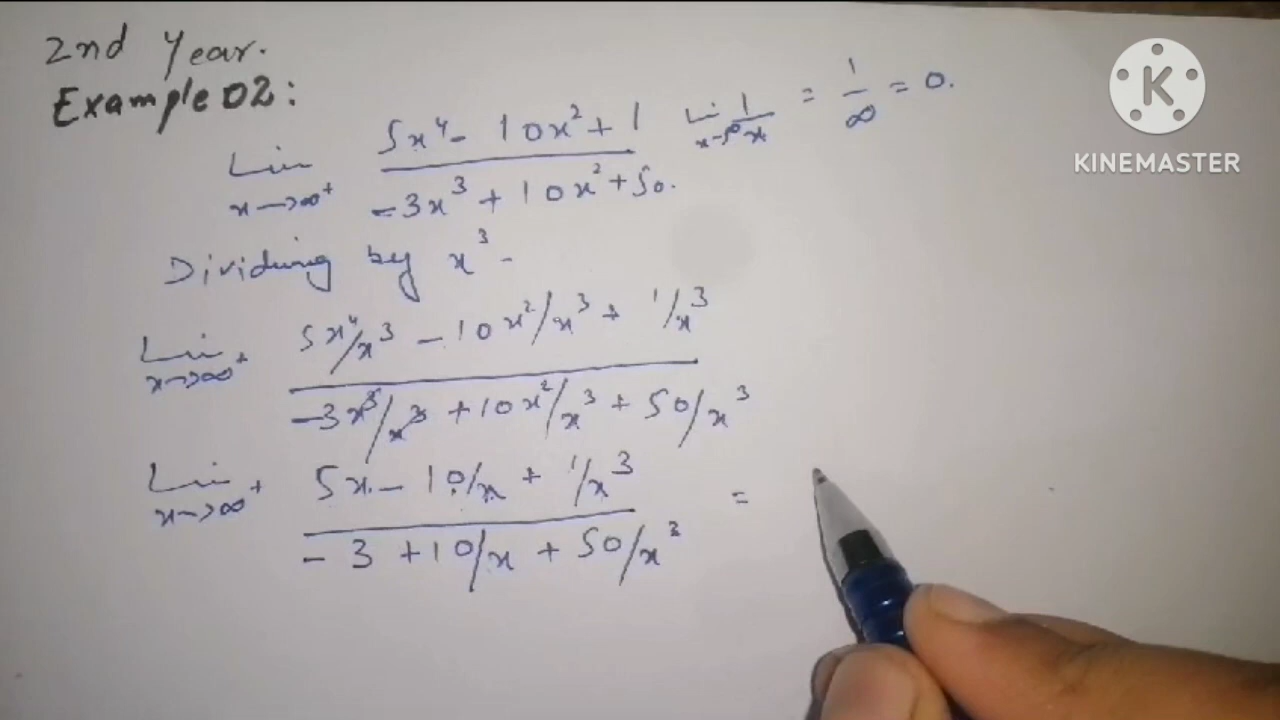 2nd Year.
Example 02:
Lim x→∞⁺ 5x⁴ - 10x² + 1 / -3x³ + 10x² + 50.
Lim x→∞ 1/x = 1/∞ = 0.
Dividing by x³ -
Lim x→∞⁺ 5x⁴/x³ - 10x²/x³ + 1/x³ / -3x³/x³ + 10x²/x³ + 50/x³
Lim x→∞⁺ 5x - 10/x + 1/x³ / -3 + 10/x + 50/x³ =
KINEMASTER